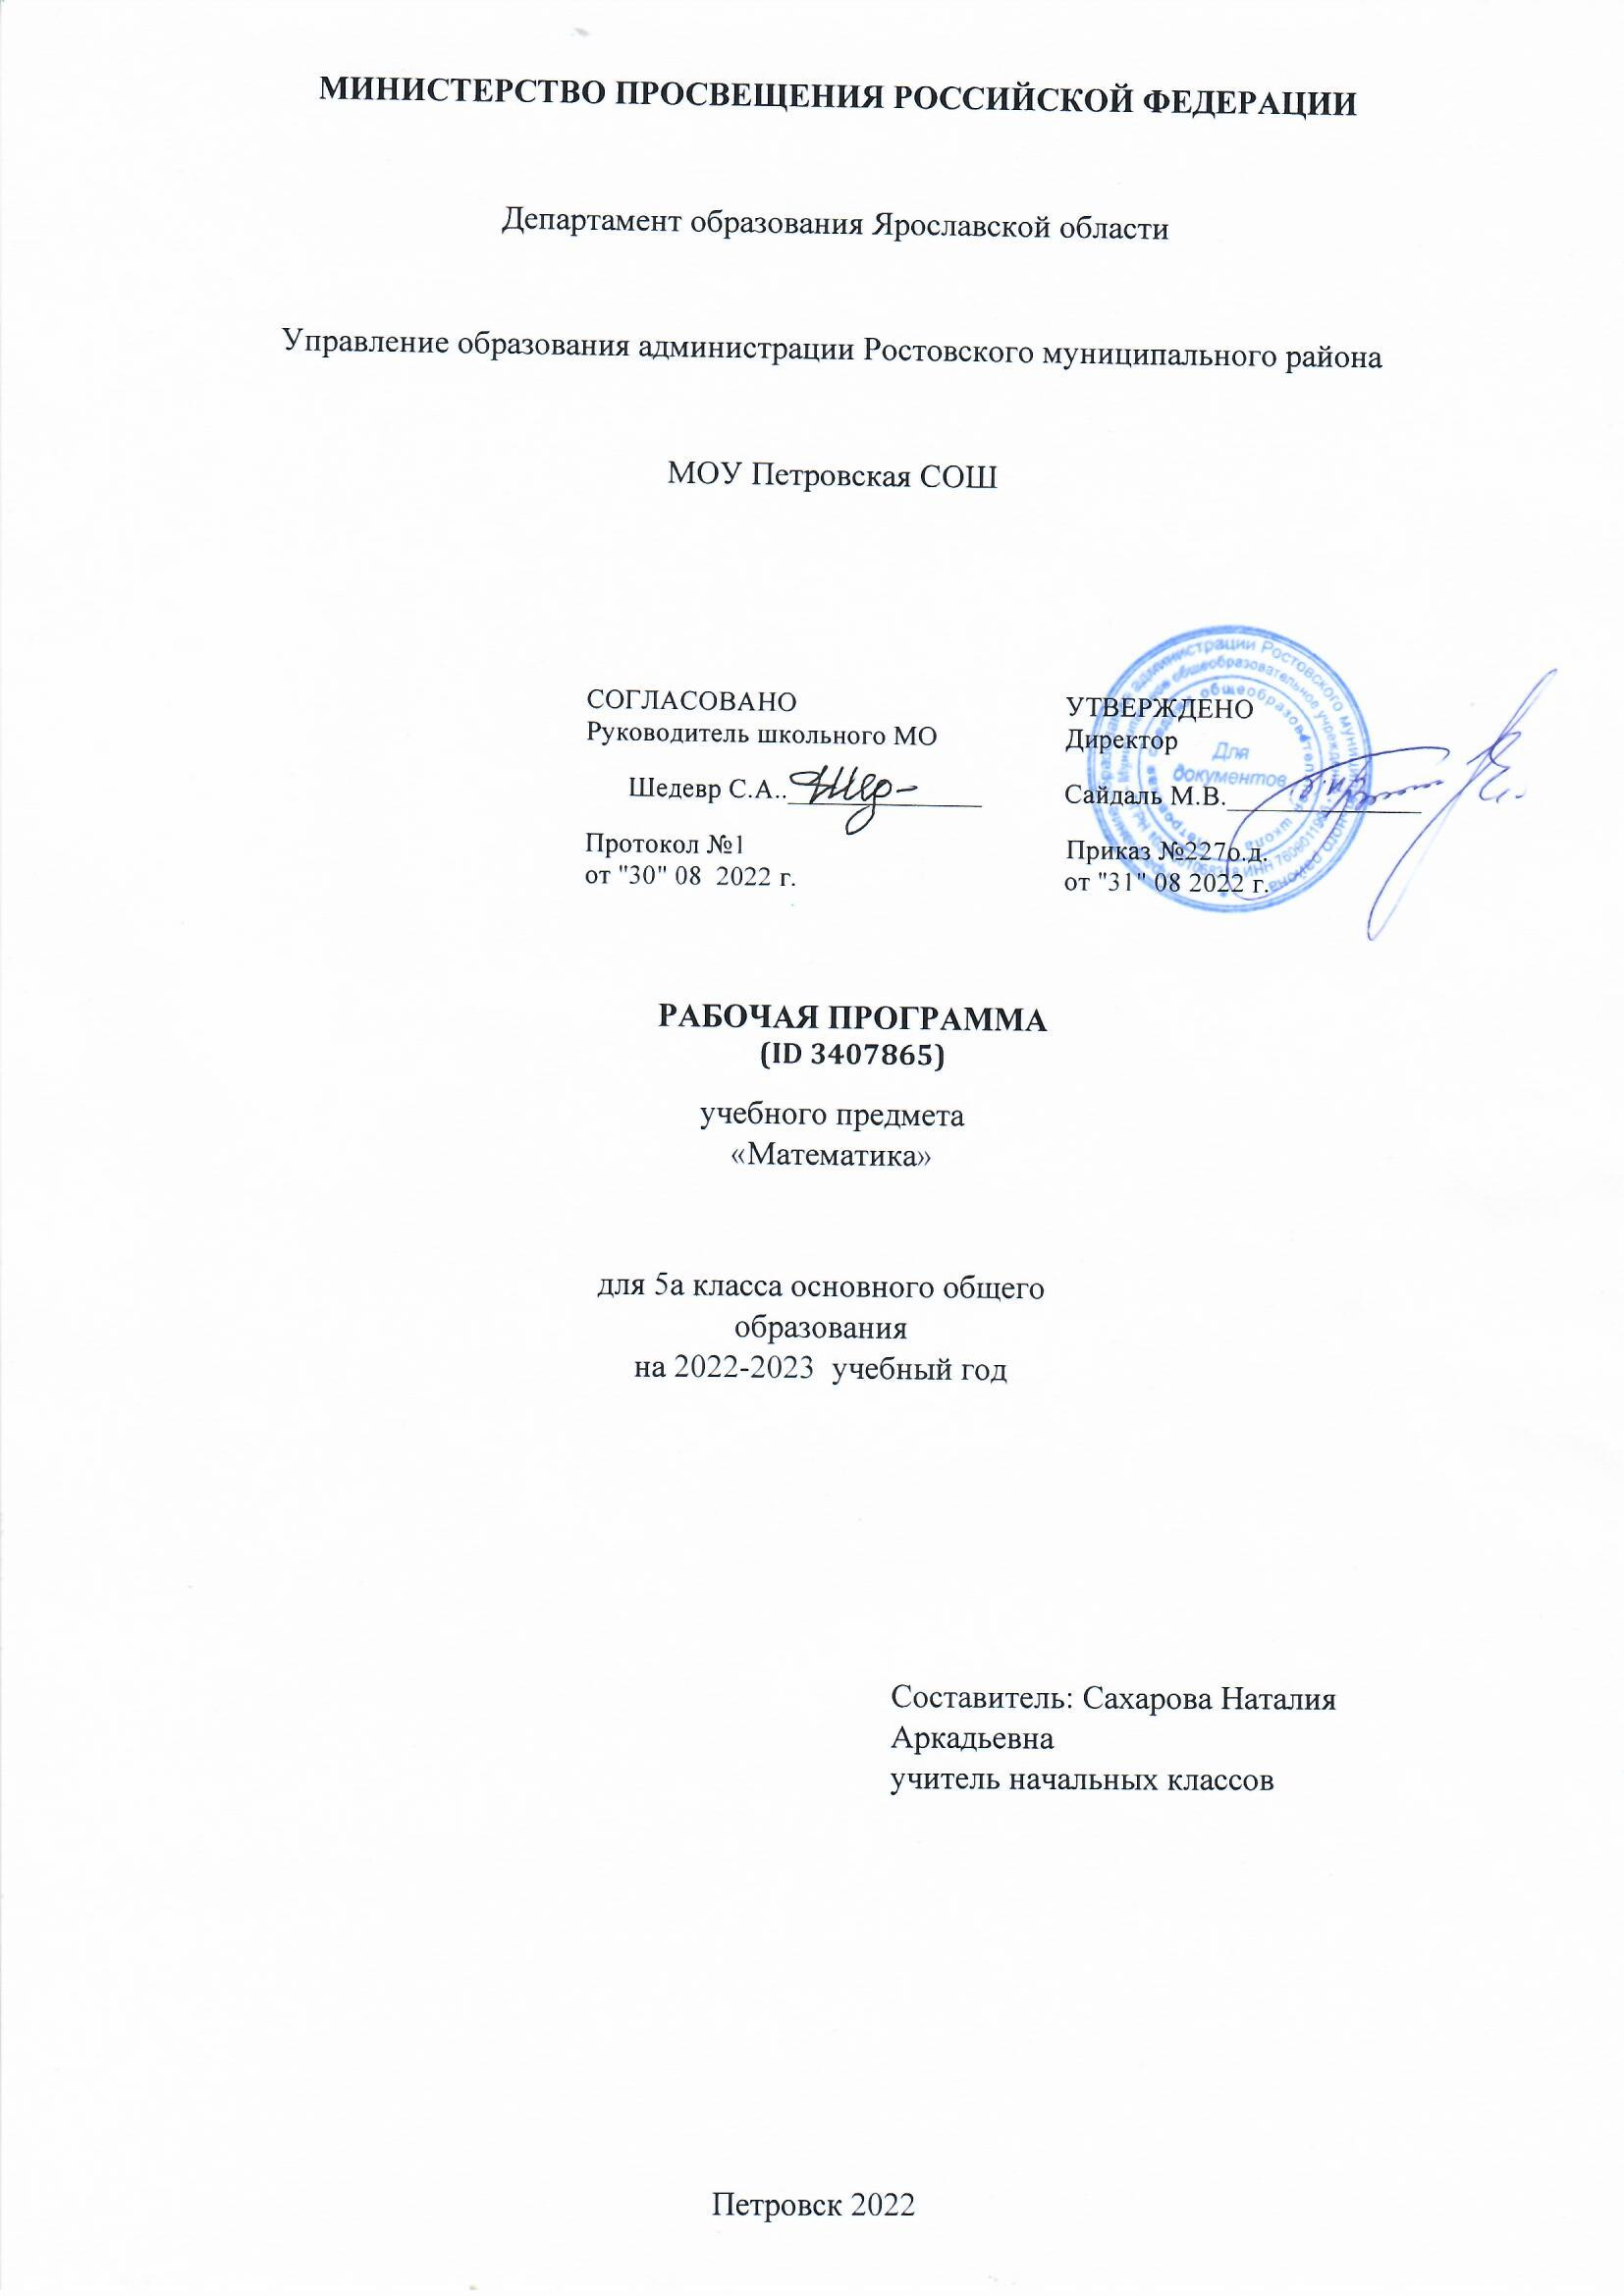 МИНИСТЕРСТВО ПРОСВЕЩЕНИЯ РОССИЙСКОЙ ФЕДЕРАЦИИ
Департамент образования Ярославской области
Управление образования администрации Ростовского муниципального района
МОУ Петровская СОШ
СОГЛАСОВАНО
Руководитель школьного МО
Шедевр С.А..______________
Протокол №1
от "30" 08 2022 г.
УТВЕРЖДЕНО
Директор
Сайдаль М.В.______________
Приказ №227о.д.
от "31" 08 2022 г.
Для
документов
РАБОЧАЯ ПРОГРАММА
(ID 3407865)
учебного предмета
«Математика»
для 5а класса основного общего
образования
на 2022-2023 учебный год
Составитель: Сахарова Наталия
Аркадьевна
учитель начальных классов
Петровск 2022